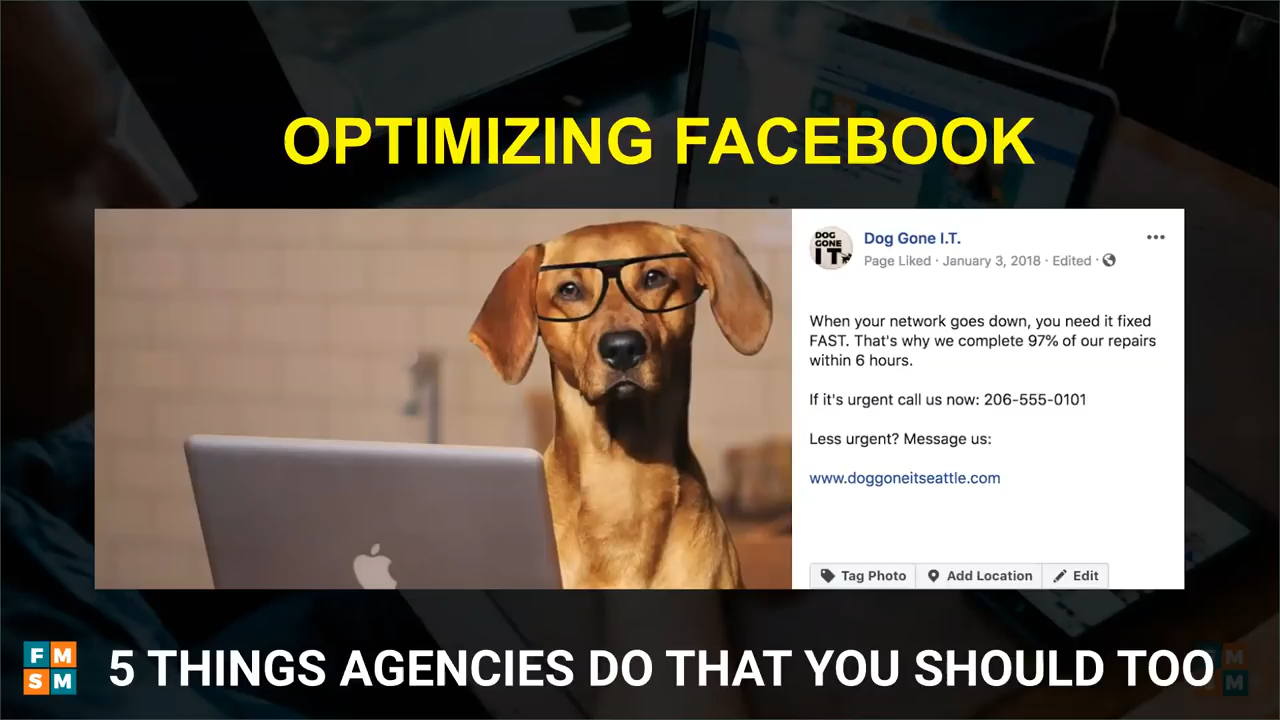 OPTIMIZING FACEBOOK
DOG
GONE
IT
Dog Gone I.T.
Page Liked · January 3, 2018 · Edited ·
When your network goes down, you need it fixed
FAST. That's why we complete 97% of our repairs
within 6 hours.
If it's urgent call us now: 206-555-0101
Less urgent? Message us:
www.doggoneitseattle.com
Tag Photo
Add Location
Edit
F M
S M
5 THINGS AGENCIES DO THAT YOU SHOULD TOO
M
M